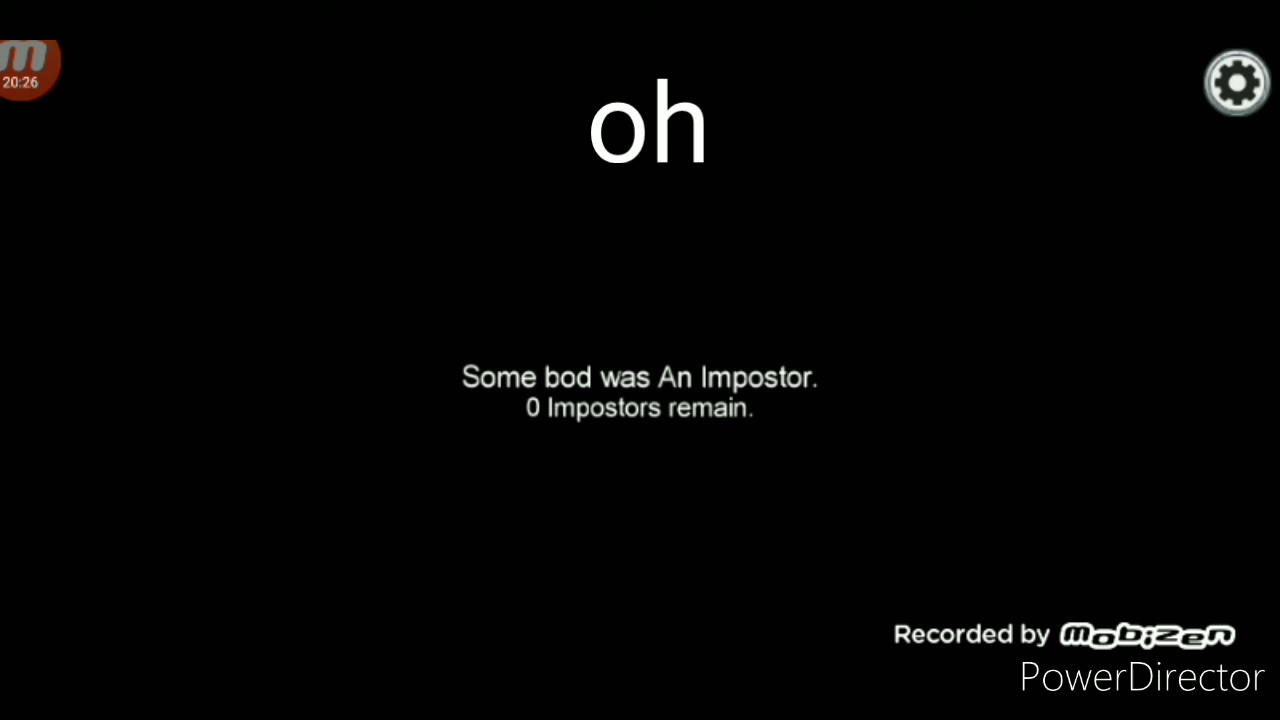 m
20:26
oh
Some bod was An Impostor.
0 Impostors remain.
Recorded by mobizen
PowerDirector